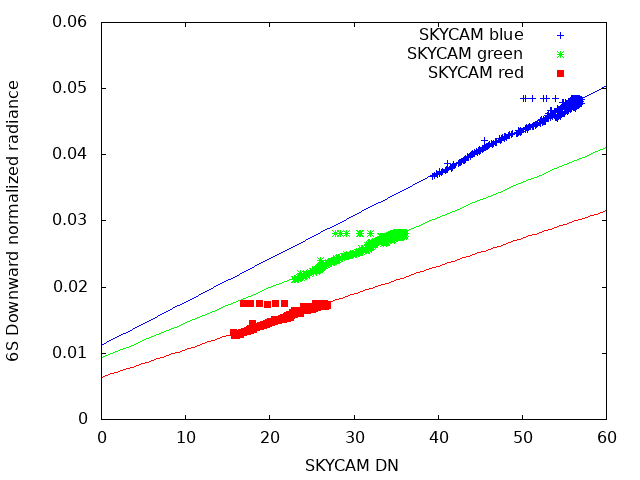 SKYCAM blue
SKYCAM green
SKYCAM red
6S Downward normalized radiance
0.06
0.05
0.04
0.03
0.02
0.01
0
0 10 20 30 40 50 60
SKYCAM DN